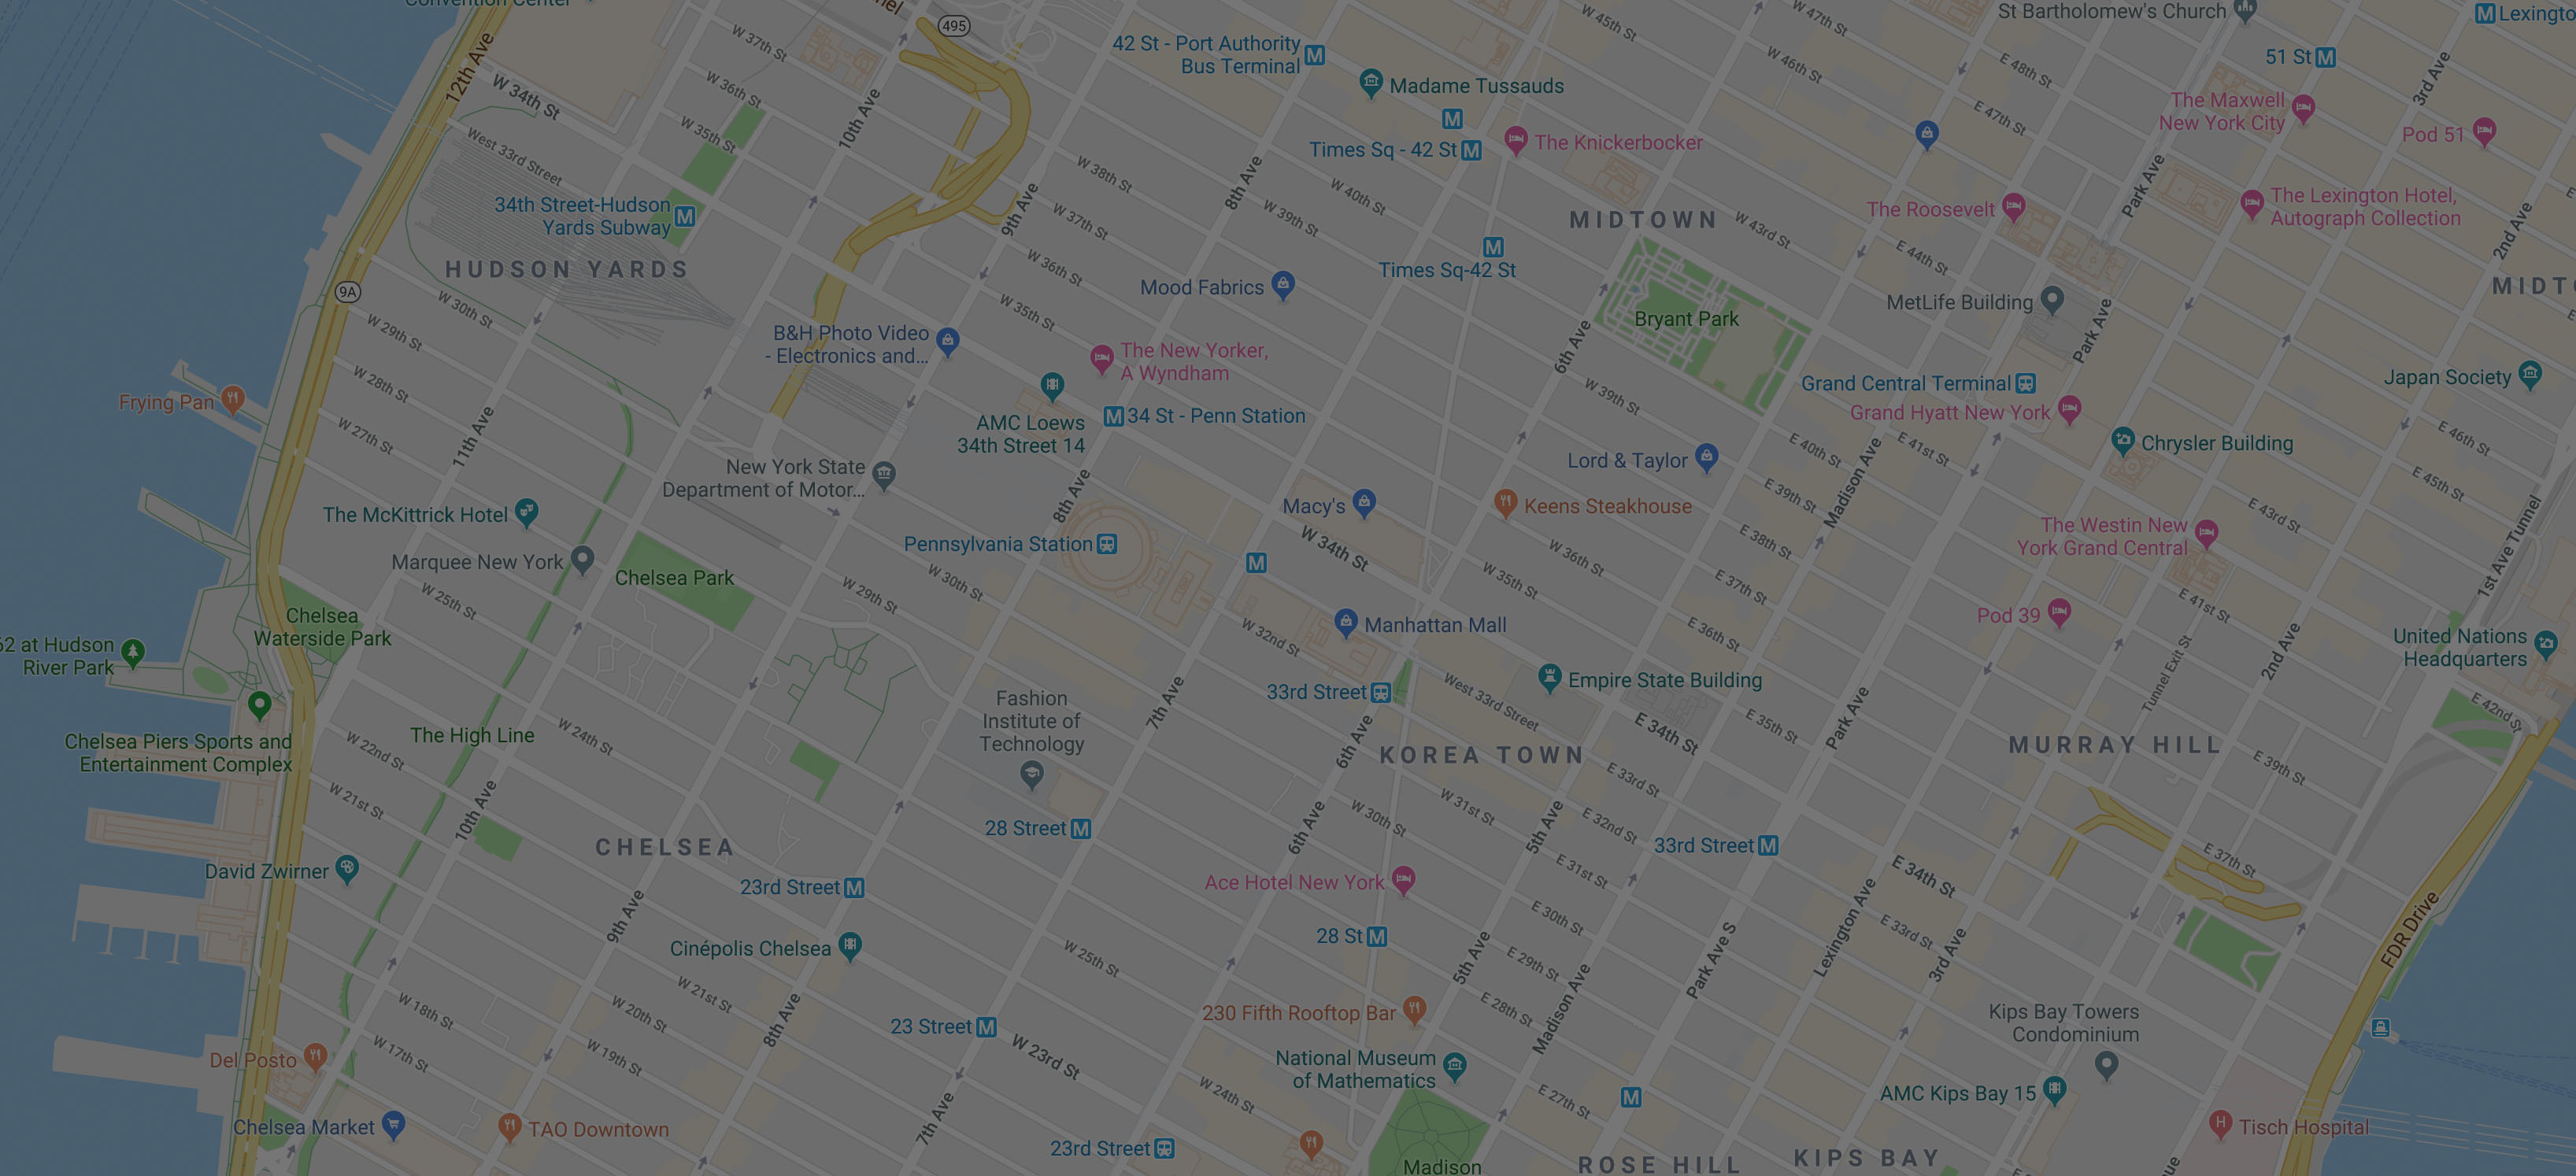 Convention Center
12th Ave
W 34th St
West 33rd Street
W 37th St
W 36th St
W 35th St
10th Ave
495
42 St - Port Authority
Bus Terminal
Madame Tussauds
W 45th St
W 47th St
W 46th St
St Bartholomew's Church
51 St
3rd Ave
E 48th St
E 47th St
The Maxwell
New York City
Pod 51
Times Sq - 42 St
The Knickerbocker
W 38th St
W 37th St
W 36th St
W 35th St
8th Ave
W 40th St
W 39th St
9th Ave
34th Street-Hudson
Yards Subway
HUDSON YARDS
9A
MIDTOWN
W 43rd St
The Roosevelt
E 44th St
Park Ave
The Lexington Hotel,
Autograph Collection
2nd Ave
Times Sq-42 St
Mood Fabrics
Bryant Park
MetLife Building
Park Ave
W 30th St
W 29th St
W 28th St
W 27th St
B&H Photo Video
- Electronics and...
The New Yorker,
A Wyndham
6th Ave
W 39th St
Grand Central Terminal
Grand Hyatt New York
Japan Society
Frying Pan
11th Ave
AMC Loews
34th Street 14
34 St - Penn Station
Lord & Taylor
E 40th St
E 41st St
Chrysler Building
E 46th St
E 45th St
New York State
Department of Motor...
8th Ave
Macy's
Keens Steakhouse
E 39th St
Madison Ave
E 43rd St
The McKittrick Hotel
Marquee New York
Chelsea Park
Pennsylvania Station
W 34th St
W 36th St
W 35th St
E 38th St
E 37th St
E 36th St
The Westin New
York Grand Central
1st Ave Tunnel
E 41st St
Pod 39
W 25th St
W 29th St
W 30th St
W 32nd St
Manhattan Mall
Chelsea
Waterside Park
62 at Hudson
River Park
33rd Street
West 33rd Street
Empire State Building
E 34th St
E 35th St
Park Ave
Tunnel Exit St
2nd Ave
United Nations
Headquarters
E 42nd St
Chelsea Piers Sports and
Entertainment Complex
The High Line
W 24th St
W 22nd St
W 21st St
Fashion
Institute of
Technology
7th Ave
6th Ave
KOREA TOWN
MURRAY HILL
E 39th St
10th Ave
CHELSEA
28 Street
6th Ave
W 30th St
W 31st St
5th Ave
E 33rd St
E 32nd St
E 31st St
33rd Street
E 34th St
E 37th St
David Zwirner
23rd Street
Ace Hotel New York
E 30th St
E 29th St
E 28th St
Lexington Ave
E 33rd St
3rd Ave
FDR Drive
9th Ave
Cinépolis Chelsea
W 25th St
28 St
5th Ave
Madison Ave
Park Ave S
W 21st St
W 20th St
W 19th St
W 18th St
W 17th St
8th Ave
23 Street
W 23rd St
230 Fifth Rooftop Bar
National Museum
of Mathematics
Kips Bay Towers
Condominium
Del Posto
W 24th St
E 27th St
AMC Kips Bay 15
Chelsea Market
TAO Downtown
7th Ave
23rd Street
Madison
ROSE HILL
KIPS BAY
Tisch Hospital